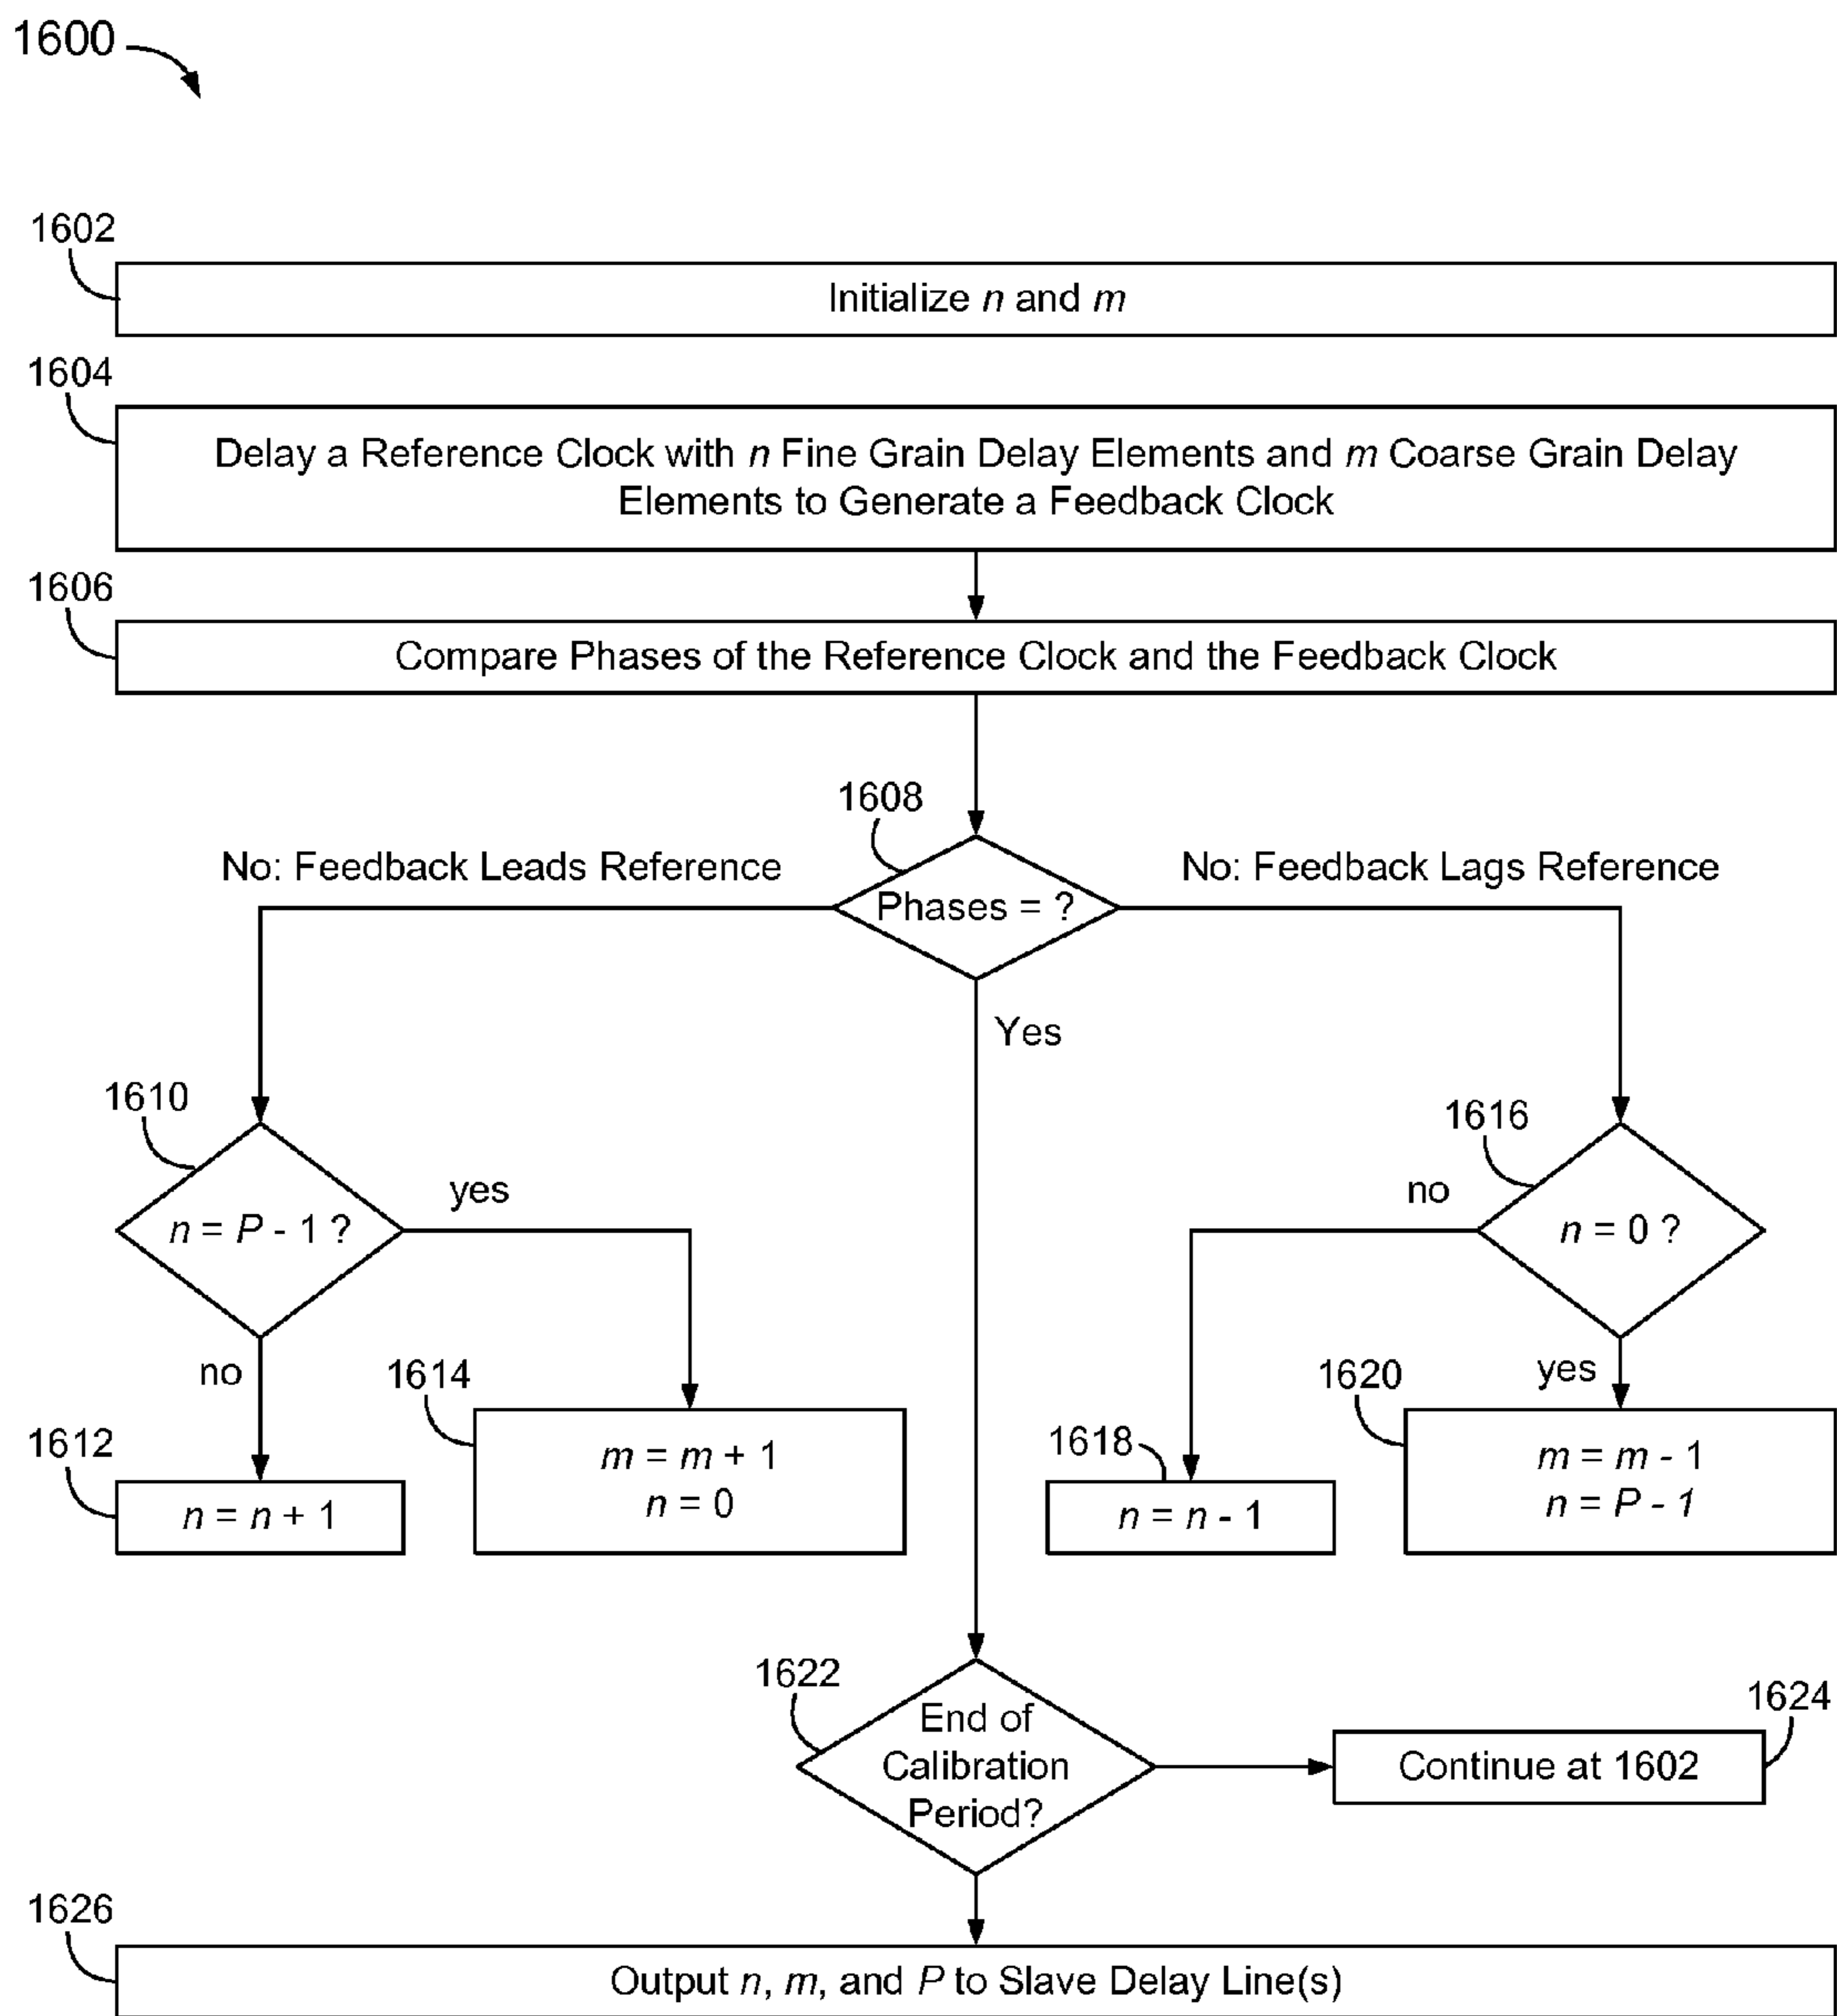 1600
1602
Initialize n and m
1604
Delay a Reference Clock with n Fine Grain Delay Elements and m Coarse Grain Delay
Elements to Generate a Feedback Clock
1606
Compare Phases of the Reference Clock and the Feedback Clock
1608
No: Feedback Leads Reference
No: Feedback Lags Reference
Phases = ?
Yes
1610
1616
yes
no
n = P - 1 ?
n = 0 ?
no
1614
1620
yes
1612
m = m + 1
n = 0
1618
m = m - 1
n = P - 1
n = n + 1
n = n - 1
1622
End of
Calibration
Period?
1624
Continue at 1602
1626
Output n, m, and P to Slave Delay Line(s)